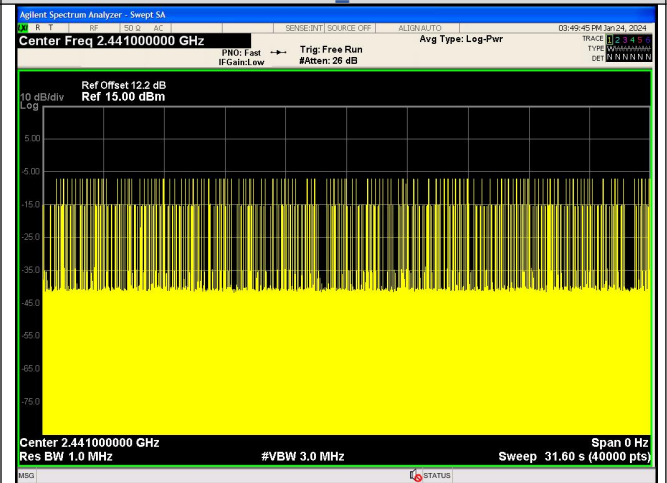 Agilent Spectrum Analyzer - Swept SA
R T RF 50 Ω AC SENSE:INT SOURCE OFF ALIGN AUTO 03:49:45 PM Jan 24, 2024
Center Freq 2.441000000 GHz
PNO: Fast
IFGain:Low
Trig: Free Run
#Atten: 26 dB
Avg Type: Log-Pwr
TRACE 1 2 3 4 5 6
TYPE
DET N N N N N N
Ref Offset 12.2 dB
10 dB/div Ref 15.00 dBm
Log
5.00
-5.00
-15.0
-25.0
-35.0
-45.0
-55.0
-65.0
-75.0
Center 2.441000000 GHz Span 0 Hz
Res BW 1.0 MHz #VBW 3.0 MHz Sweep 31.60 s (40000 pts)
MSG STATUS